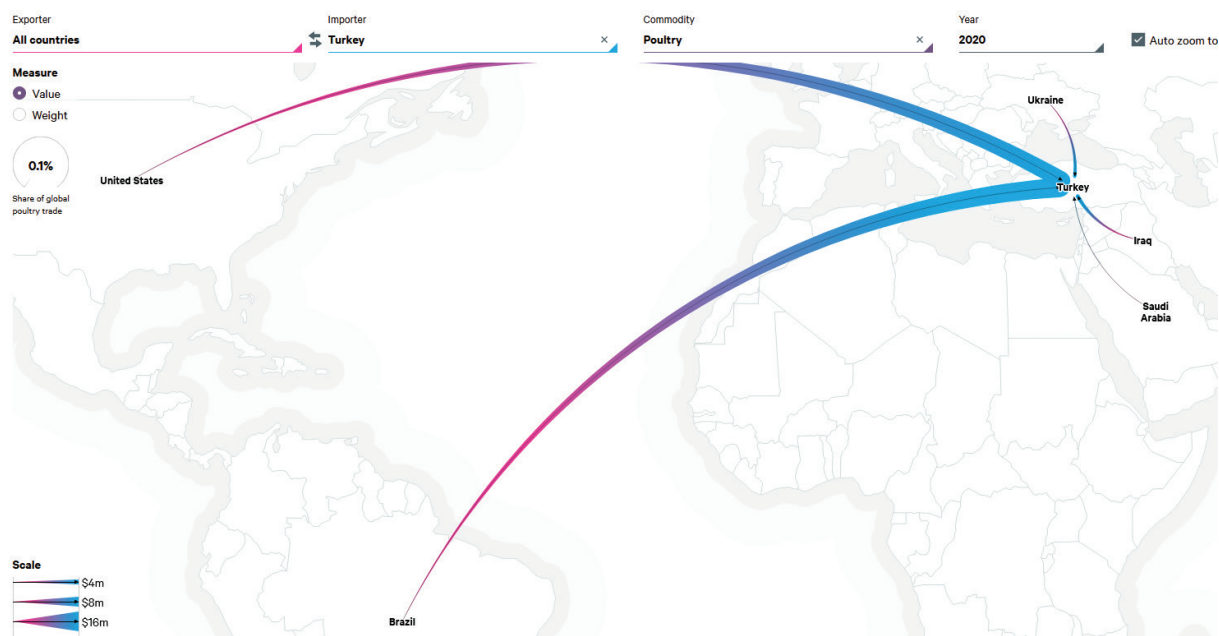 Exporter
All countries
Importer
Turkey ×
Commodity
Poultry ×
Year
2020
Auto zoom to
Measure
Value
Weight
0.1%
Share of global
poultry trade
United States
Ukraine
Turkey
Iraq
Saudi
Arabia
Brazil
Scale
$4m
$8m
$16m